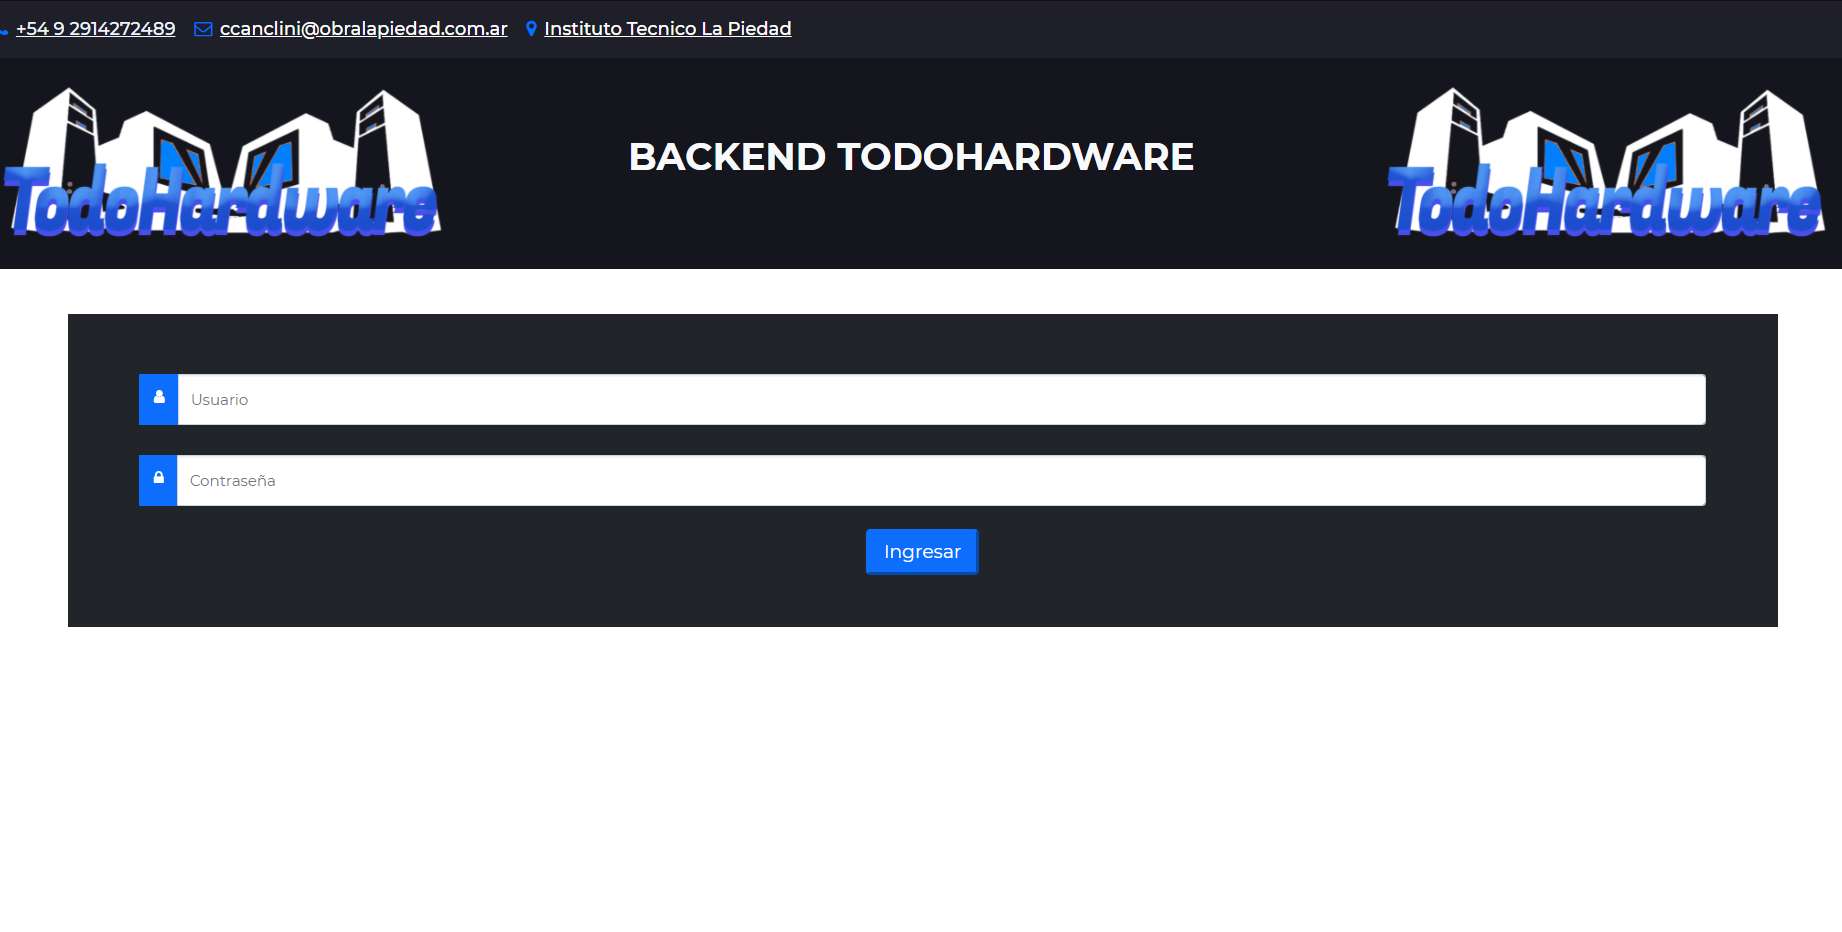 +54 9 2914272489 ccanclini@obralapiedad.com.ar Instituto Tecnico La Piedad
TodoHardware
BACKEND TODOHARDWARE
TodoHardware
Usuario
Contraseña
Ingresar